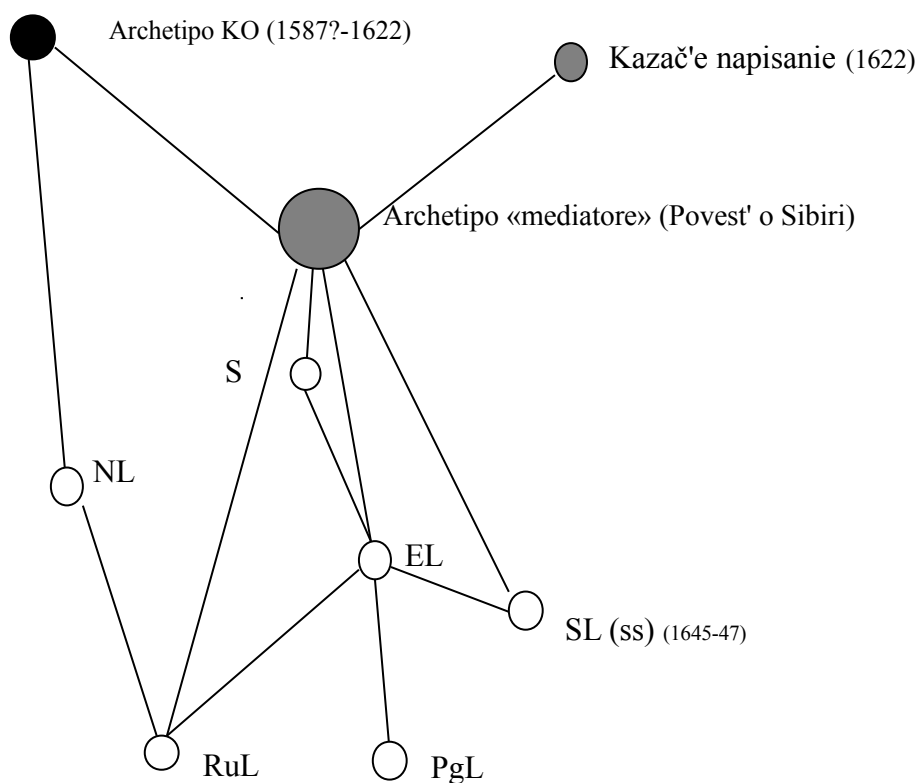 Archetipo KO (1587?-1622)
Kazač'e napisanie (1622)
Archetipo «mediatore» (Povest' o Sibiri)
S
NL
EL
SL (ss) (1645-47)
RuL
PgL